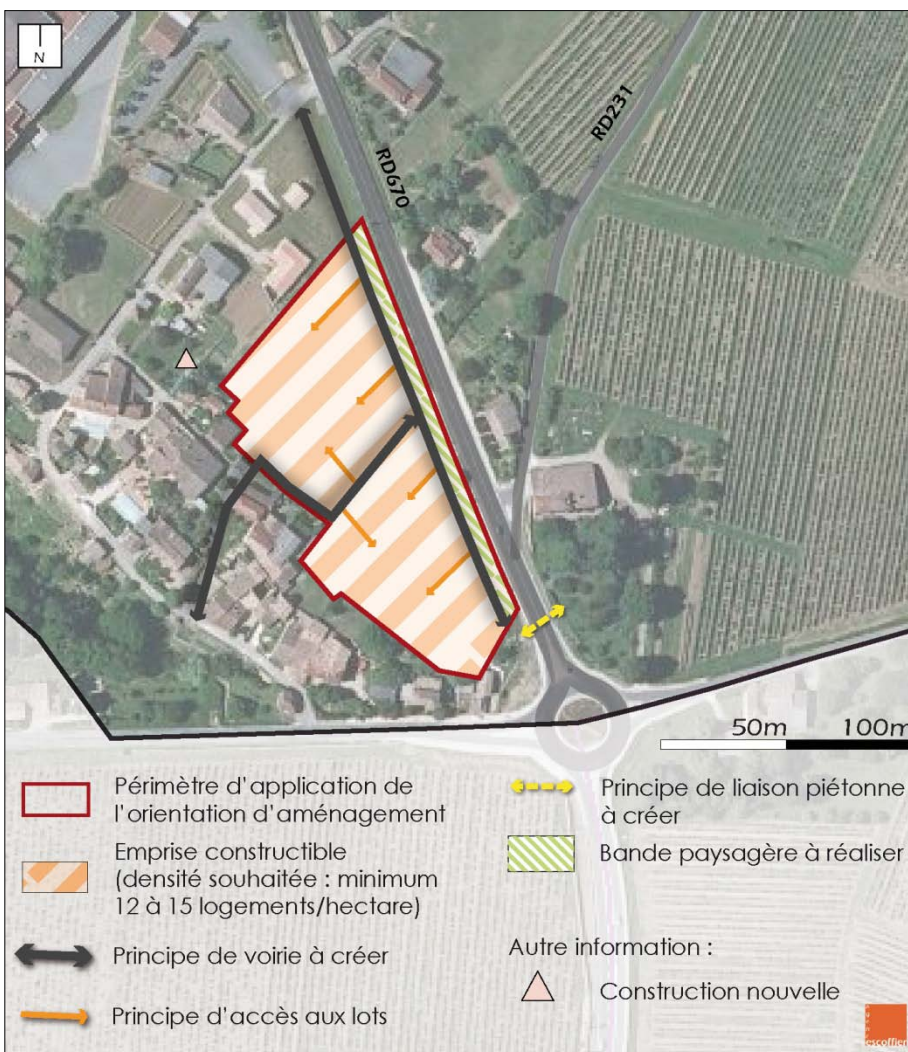 N
RD670
RD231
50m 100m
Périmètre d'application de
l'orientation d'aménagement
Emprise constructible
(densité souhaitée : minimum
12 à 15 logements/hectare)
Principe de voirie à créer
Principe d'accès aux lots
Principe de liaison piétonne
à créer
Bande paysagère à réaliser
Autre information :
Construction nouvelle
escoffier